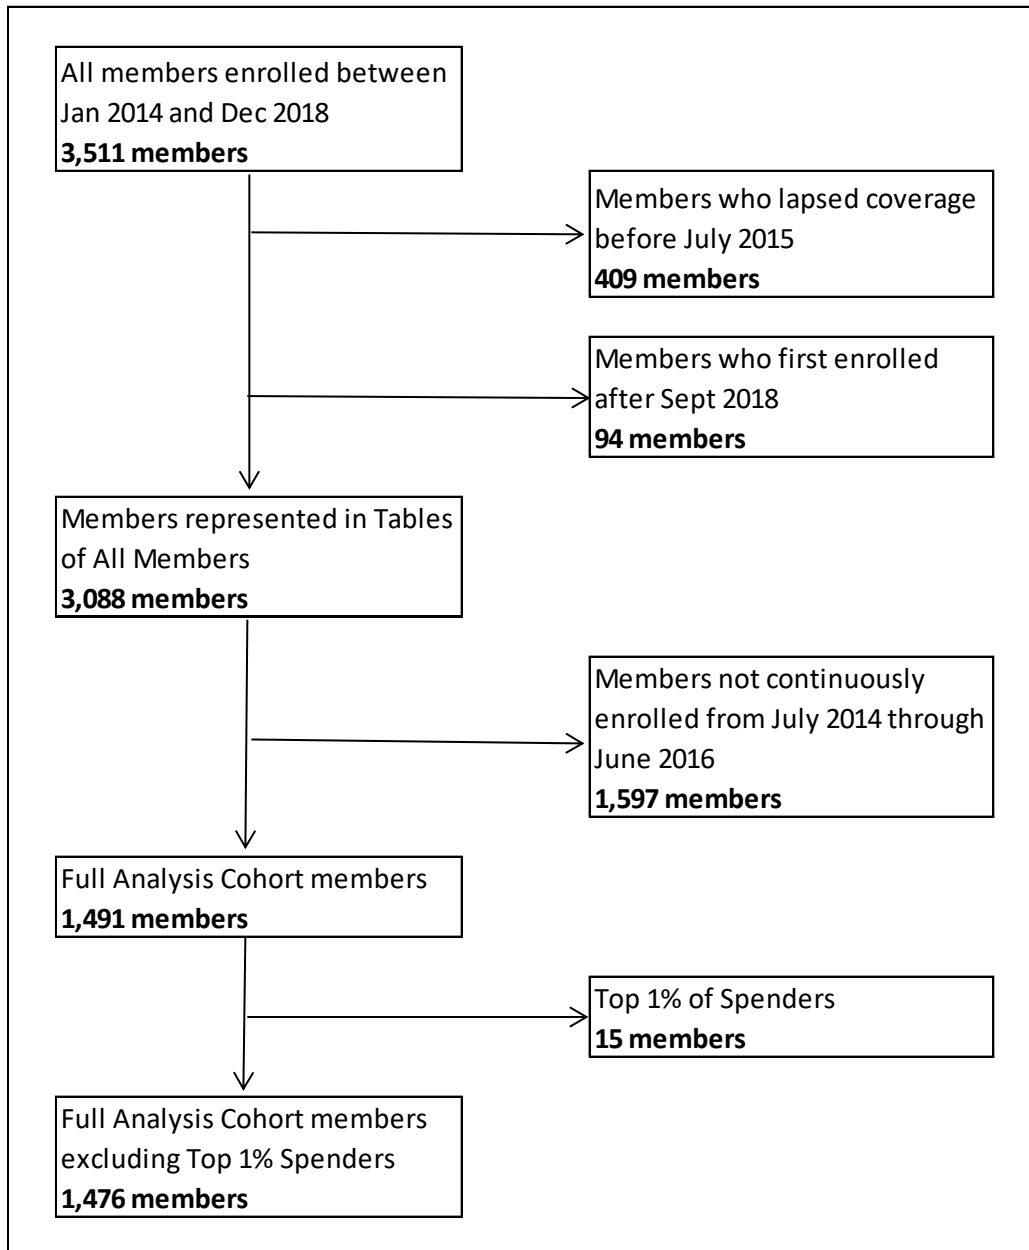 All members enrolled between
Jan 2014 and Dec 2018
3,511 members
Members who lapsed coverage
before July 2015
409 members
Members who first enrolled
after Sept 2018
94 members
Members represented in Tables
of All Members
3,088 members
Members not continuously
enrolled from July 2014 through
June 2016
1,597 members
Full Analysis Cohort members
1,491 members
Top 1% of Spenders
15 members
Full Analysis Cohort members
excluding Top 1% Spenders
1,476 members